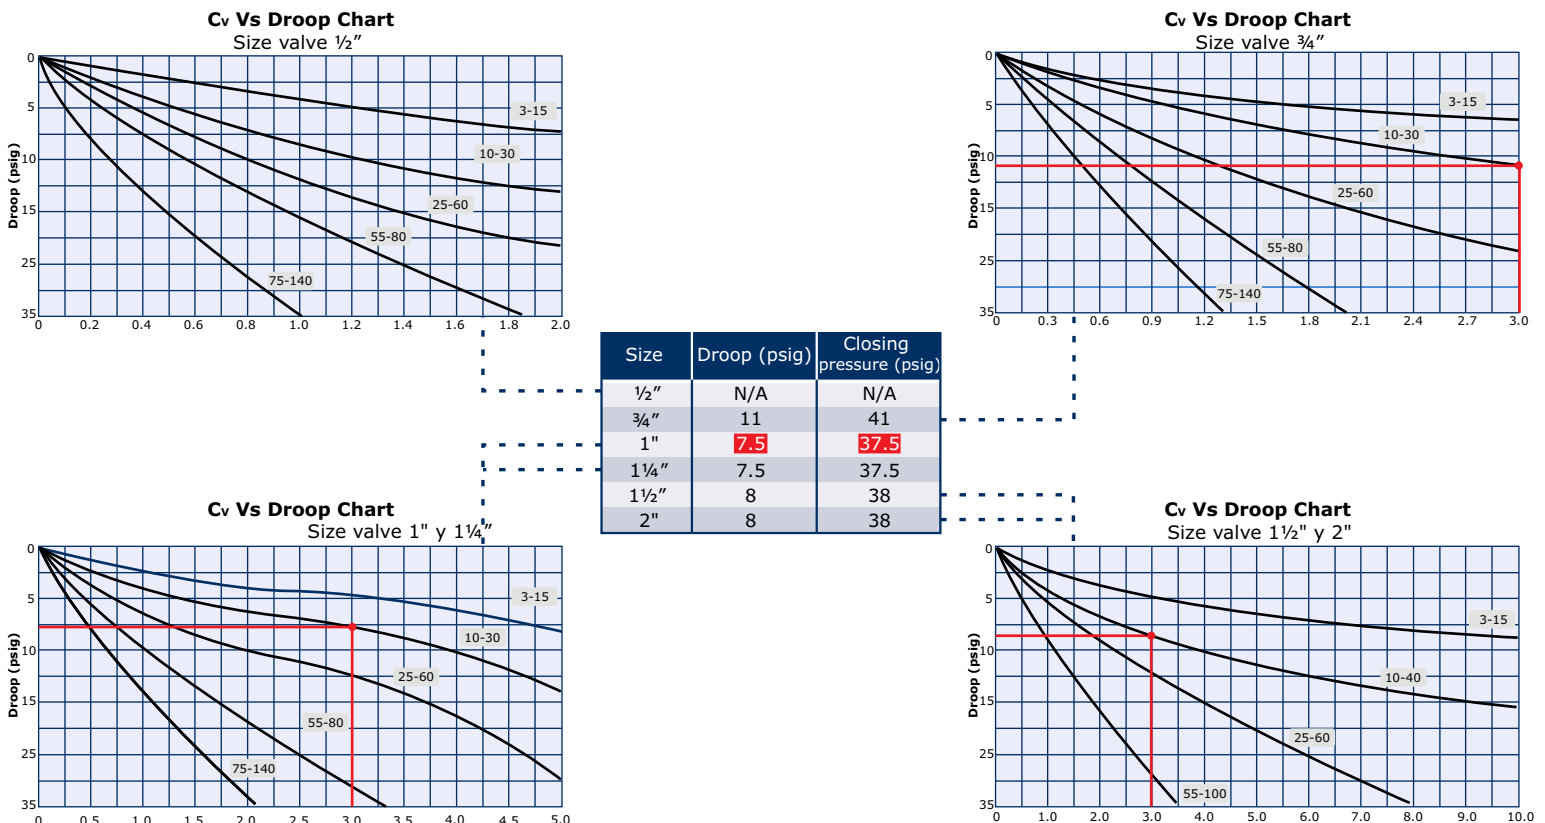 Cv Vs Droop Chart
Size valve ½”
Droop (psig)
0
5
10
15
25
35
3-15
10-30
25-60
55-80
75-140
0 0.2 0.4 0.6 0.8 1.0 1.2 1.4 1.6 1.8 2.0
Cv Vs Droop Chart
Size valve ¾”
Droop (psig)
0
5
10
15
25
35
3-15
10-30
25-60
55-80
75-140
0 0.3 0.6 0.9 1.2 1.5 1.8 2.1 2.4 2.7 3.0
Size Droop (psig) Closing pressure (psig)
½” N/A N/A
¾” 11 41
1" 7.5 37.5
1¼” 7.5 37.5
1½” 8 38
2" 8 38
Cv Vs Droop Chart
Size valve 1" y 1¼”
Droop (psig)
0
5
10
15
25
35
3-15
10-30
25-60
55-80
75-140
0 0.5 1.0 1.5 2.0 2.5 3.0 3.5 4.0 4.5 5.0
Cv Vs Droop Chart
Size valve 1½" y 2"
Droop (psig)
0
5
10
15
25
35
3-15
10-40
25-60
55-100
0 1.0 2.0 3.0 4.0 5.0 6.0 7.0 8.0 9.0 10.0